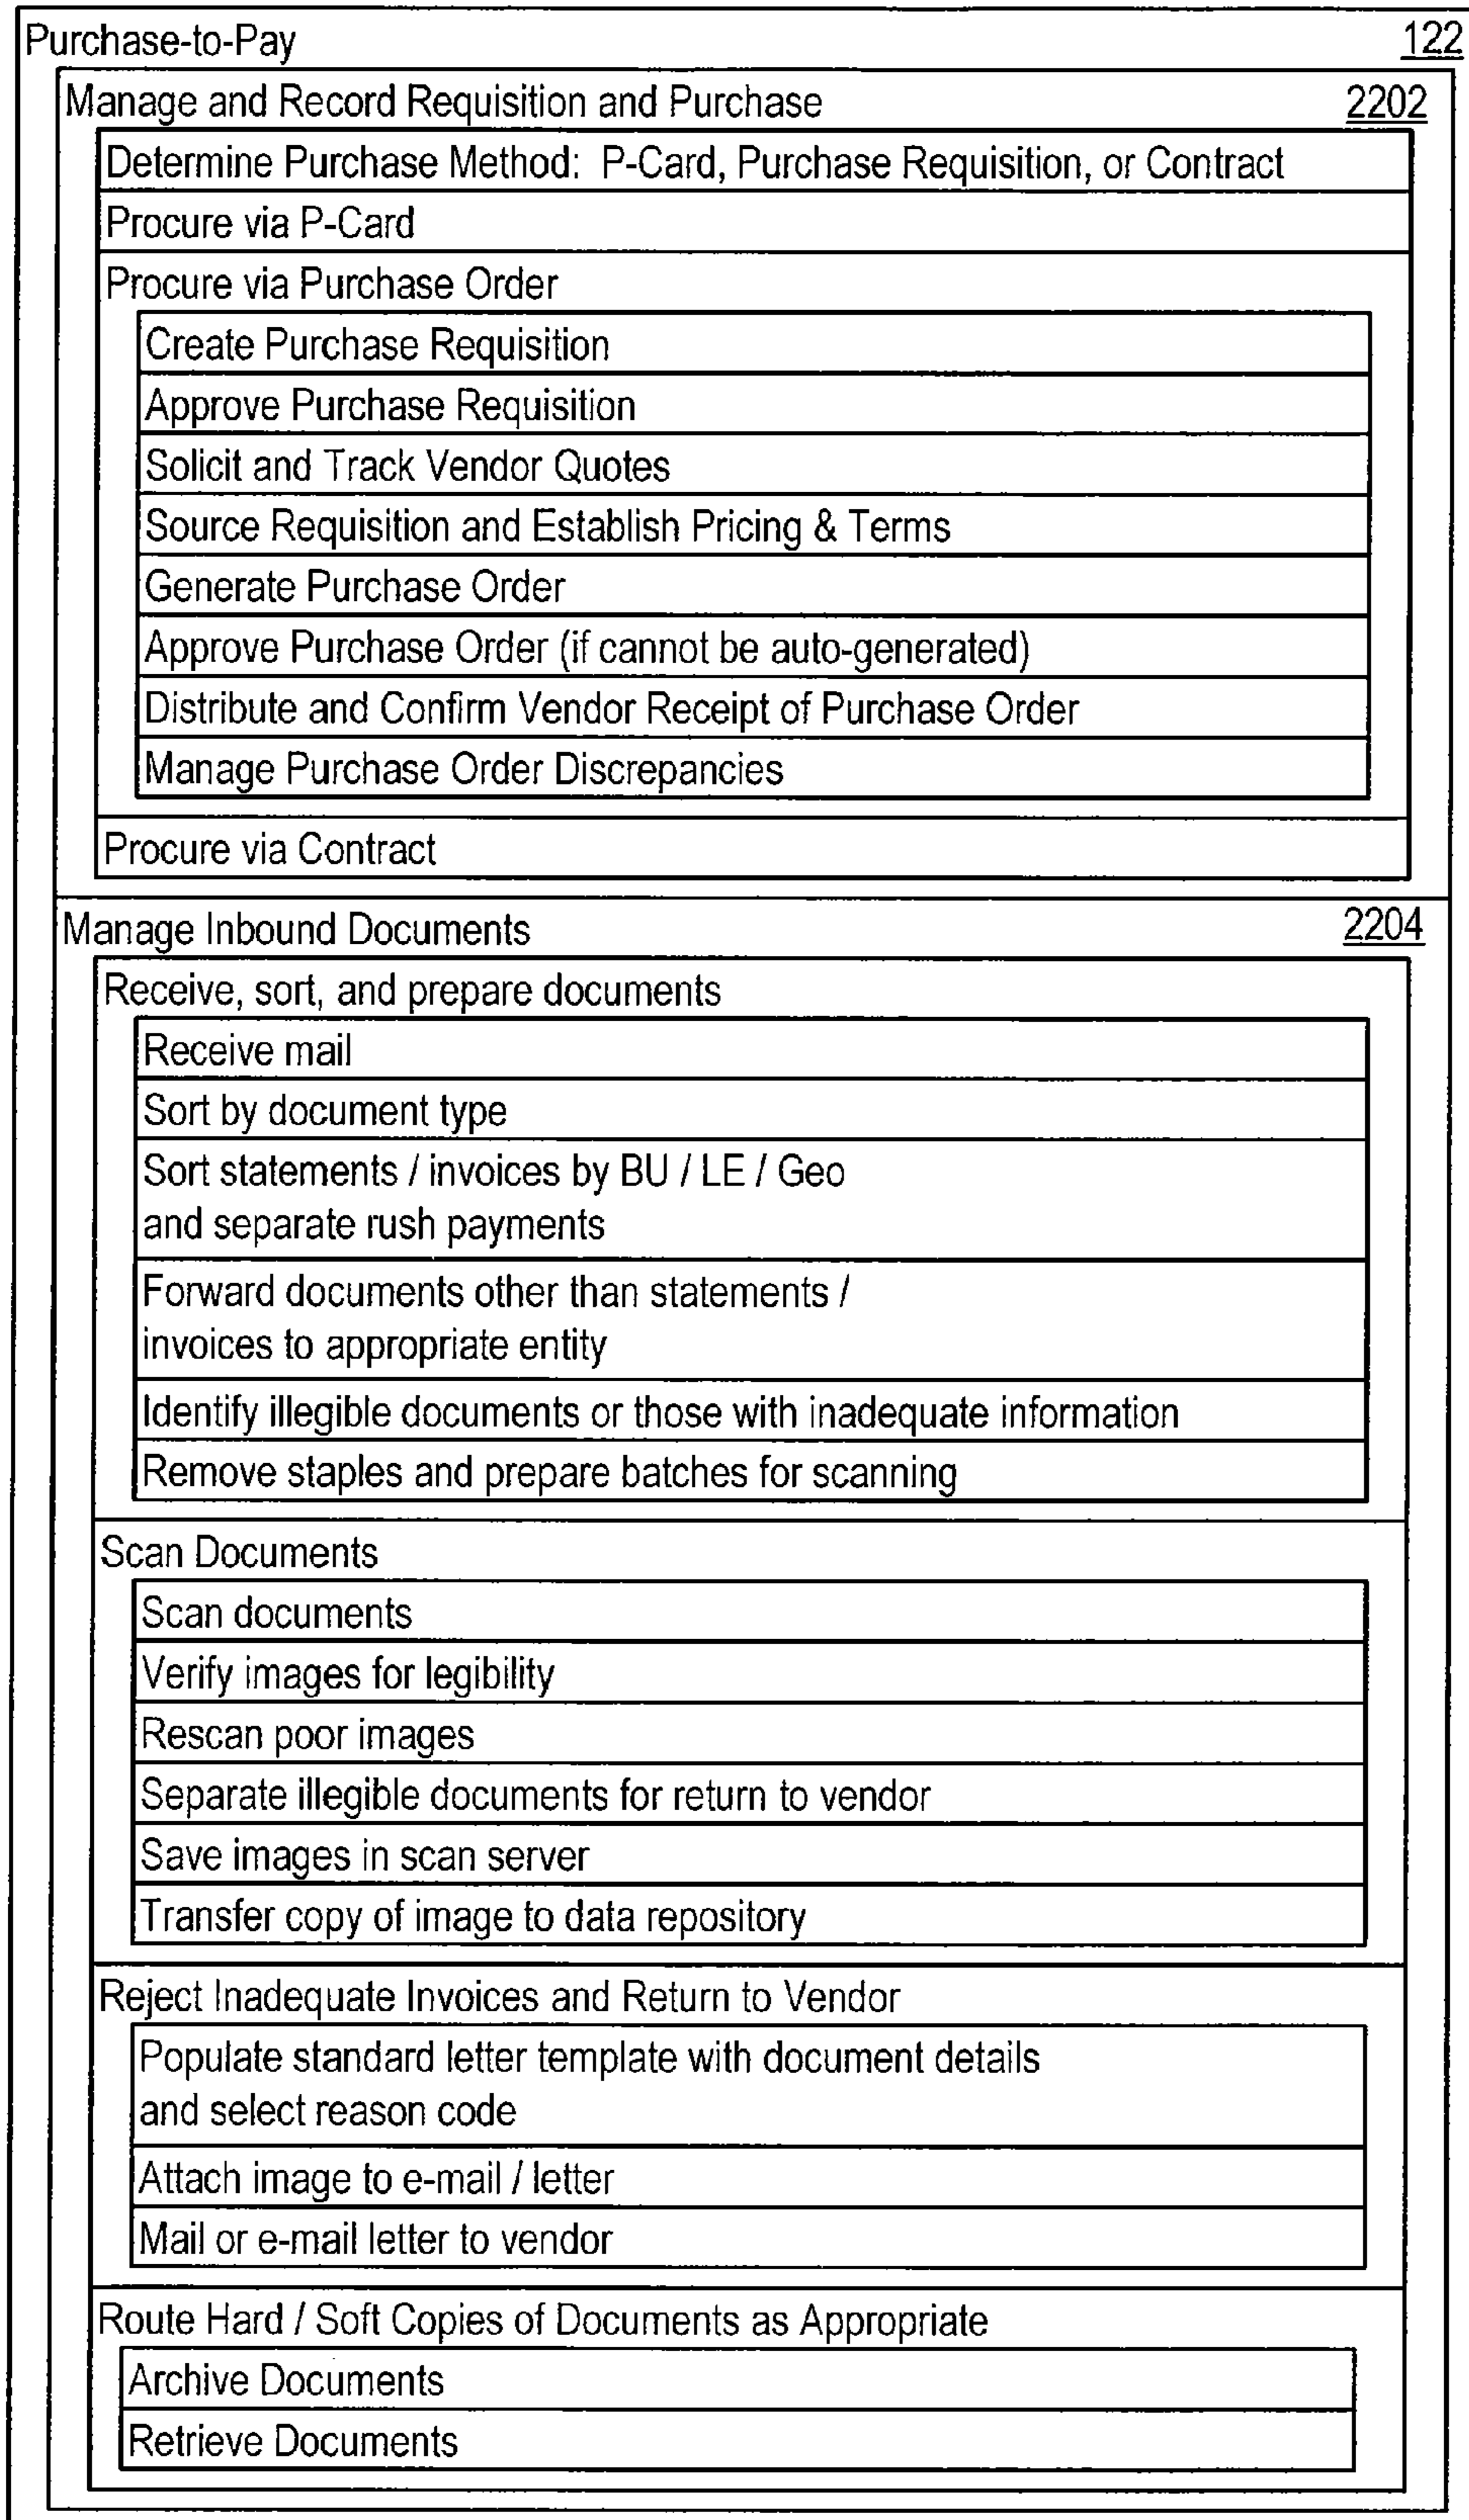 Purchase-to-Pay 122
Manage and Record Requisition and Purchase 2202
Determine Purchase Method: P-Card, Purchase Requisition, or Contract
Procure via P-Card
Procure via Purchase Order
Create Purchase Requisition
Approve Purchase Requisition
Solicit and Track Vendor Quotes
Source Requisition and Establish Pricing & Terms
Generate Purchase Order
Approve Purchase Order (if cannot be auto-generated)
Distribute and Confirm Vendor Receipt of Purchase Order
Manage Purchase Order Discrepancies
Procure via Contract
Manage Inbound Documents 2204
Receive, sort, and prepare documents
Receive mail
Sort by document type
Sort statements / invoices by BU / LE / Geo
and separate rush payments
Forward documents other than statements /
invoices to appropriate entity
Identify illegible documents or those with inadequate information
Remove staples and prepare batches for scanning
Scan Documents
Scan documents
Verify images for legibility
Rescan poor images
Separate illegible documents for return to vendor
Save images in scan server
Transfer copy of image to data repository
Reject Inadequate Invoices and Return to Vendor
Populate standard letter template with document details
and select reason code
Attach image to e-mail / letter
Mail or e-mail letter to vendor
Route Hard / Soft Copies of Documents as Appropriate
Archive Documents
Retrieve Documents